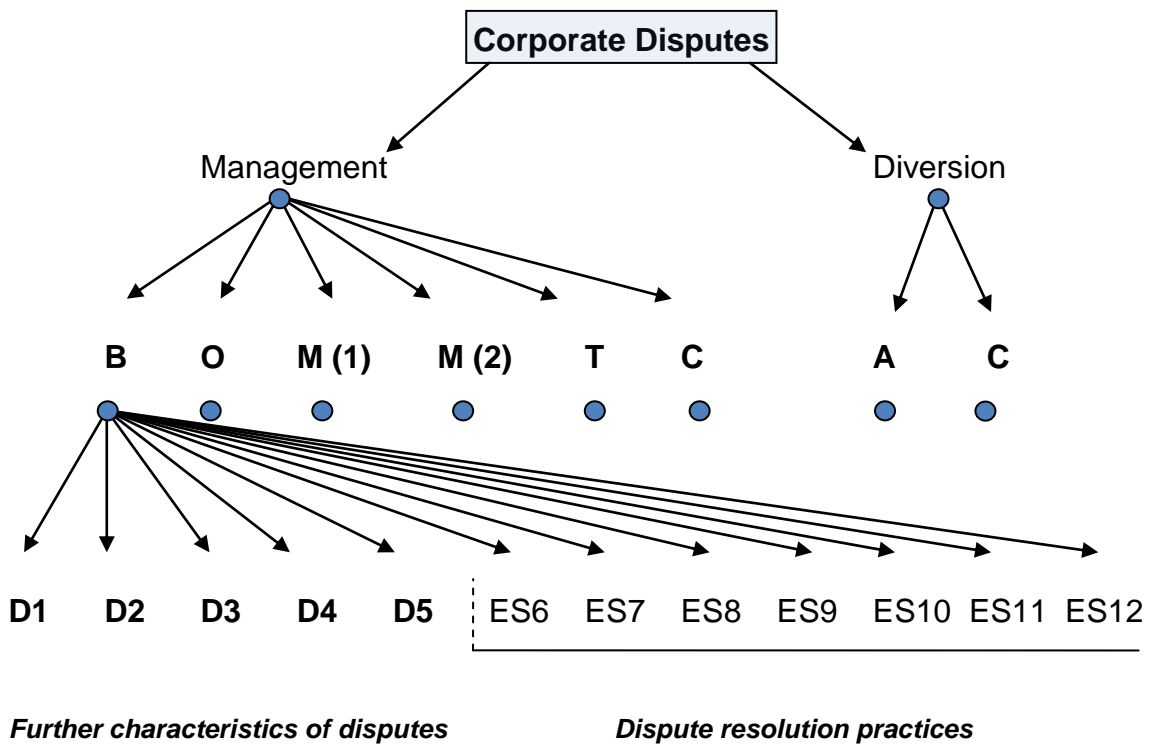 Corporate Disputes
Management Diversion
B O M (1) M (2) T C A C
D1 D2 D3 D4 D5 ES6 ES7 ES8 ES9 ES10 ES11 ES12
Further characteristics of disputes Dispute resolution practices